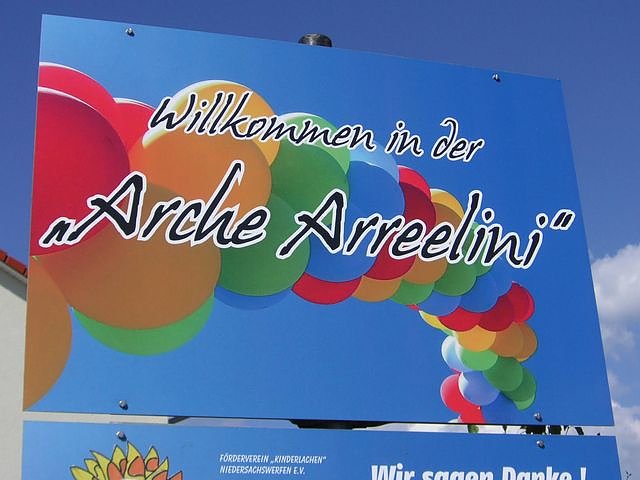 Willkommen in der
„Arche Arreelini“
FÖRDERVEREIN „KINDERLACHEN“
NIEDERSACHSWERFEN E.V.
Wir sagen Danke !